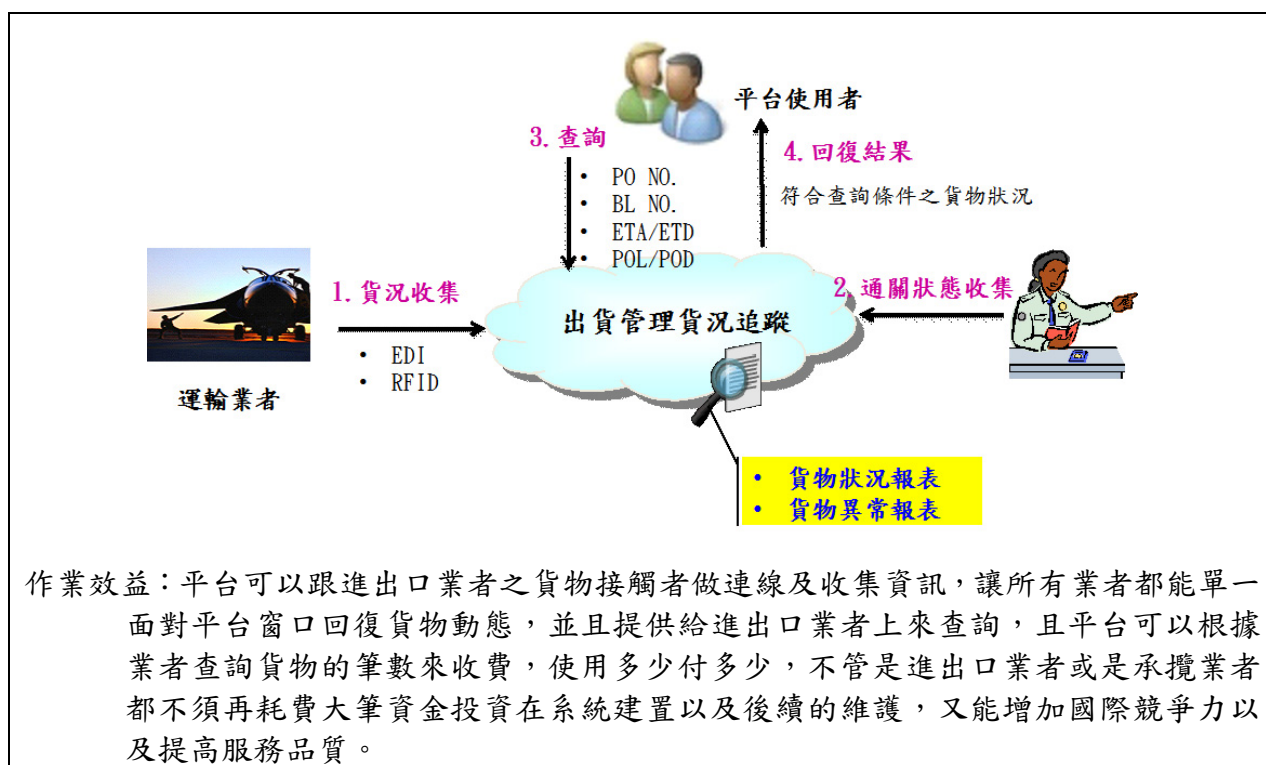 平台使用者
3.查詢
4.回復結果
• PO NO.
• BL NO.
• ETA/ETD
• POL/POD
符合查詢條件之貨物狀況
1.貨況收集
2.通關狀態收集
出貨管理貨況追蹤
• EDI
• RFID
運輸業者
• 貨物狀況報表
• 貨物異常報表
作業效益：平台可以跟進出口業者之貨物接觸者做連線及收集資訊，讓所有業者都能單一
面對平台窗口回復貨物動態，並且提供給進出口業者上來查詢，且平台可以根據
業者查詢貨物的筆數來收費，使用多少付多少，不管是進出口業者或是承攬業者
都不須再耗費大筆資金投資在系統建置以及後續的維護，又能增加國際競爭力以
及提高服務品質。